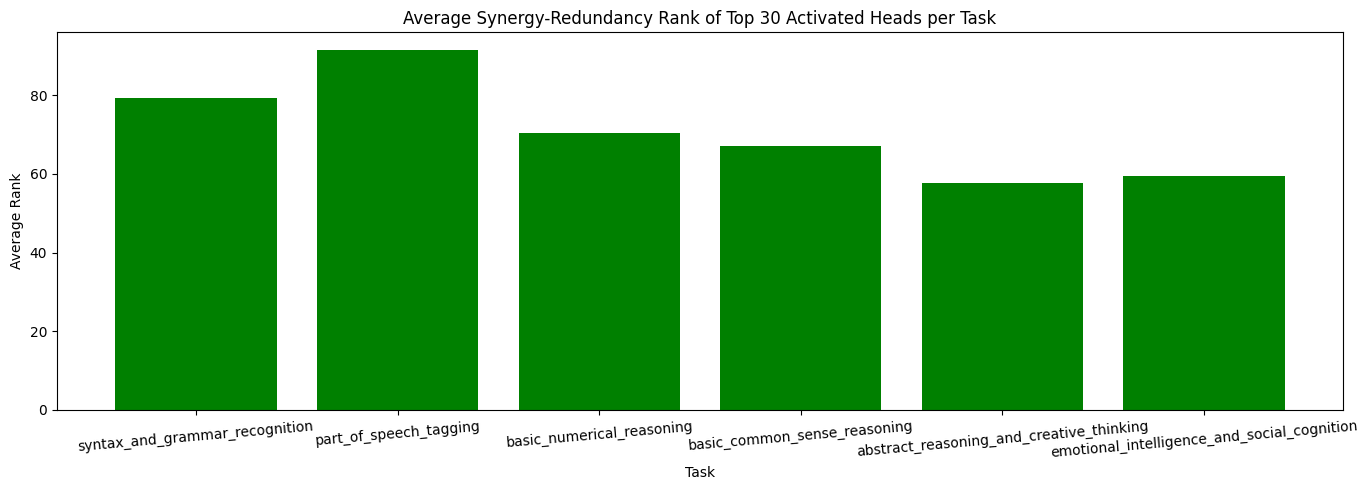 Average Synergy-Redundancy Rank of Top 30 Activated Heads per Task
Average Rank
80
60
40
20
0
syntax_and_grammar_recognition
part_of_speech_tagging
basic_numerical_reasoning
basic_common_sense_reasoning
abstract_reasoning_and_creative_thinking
emotional_intelligence_and_social_cognition
Task